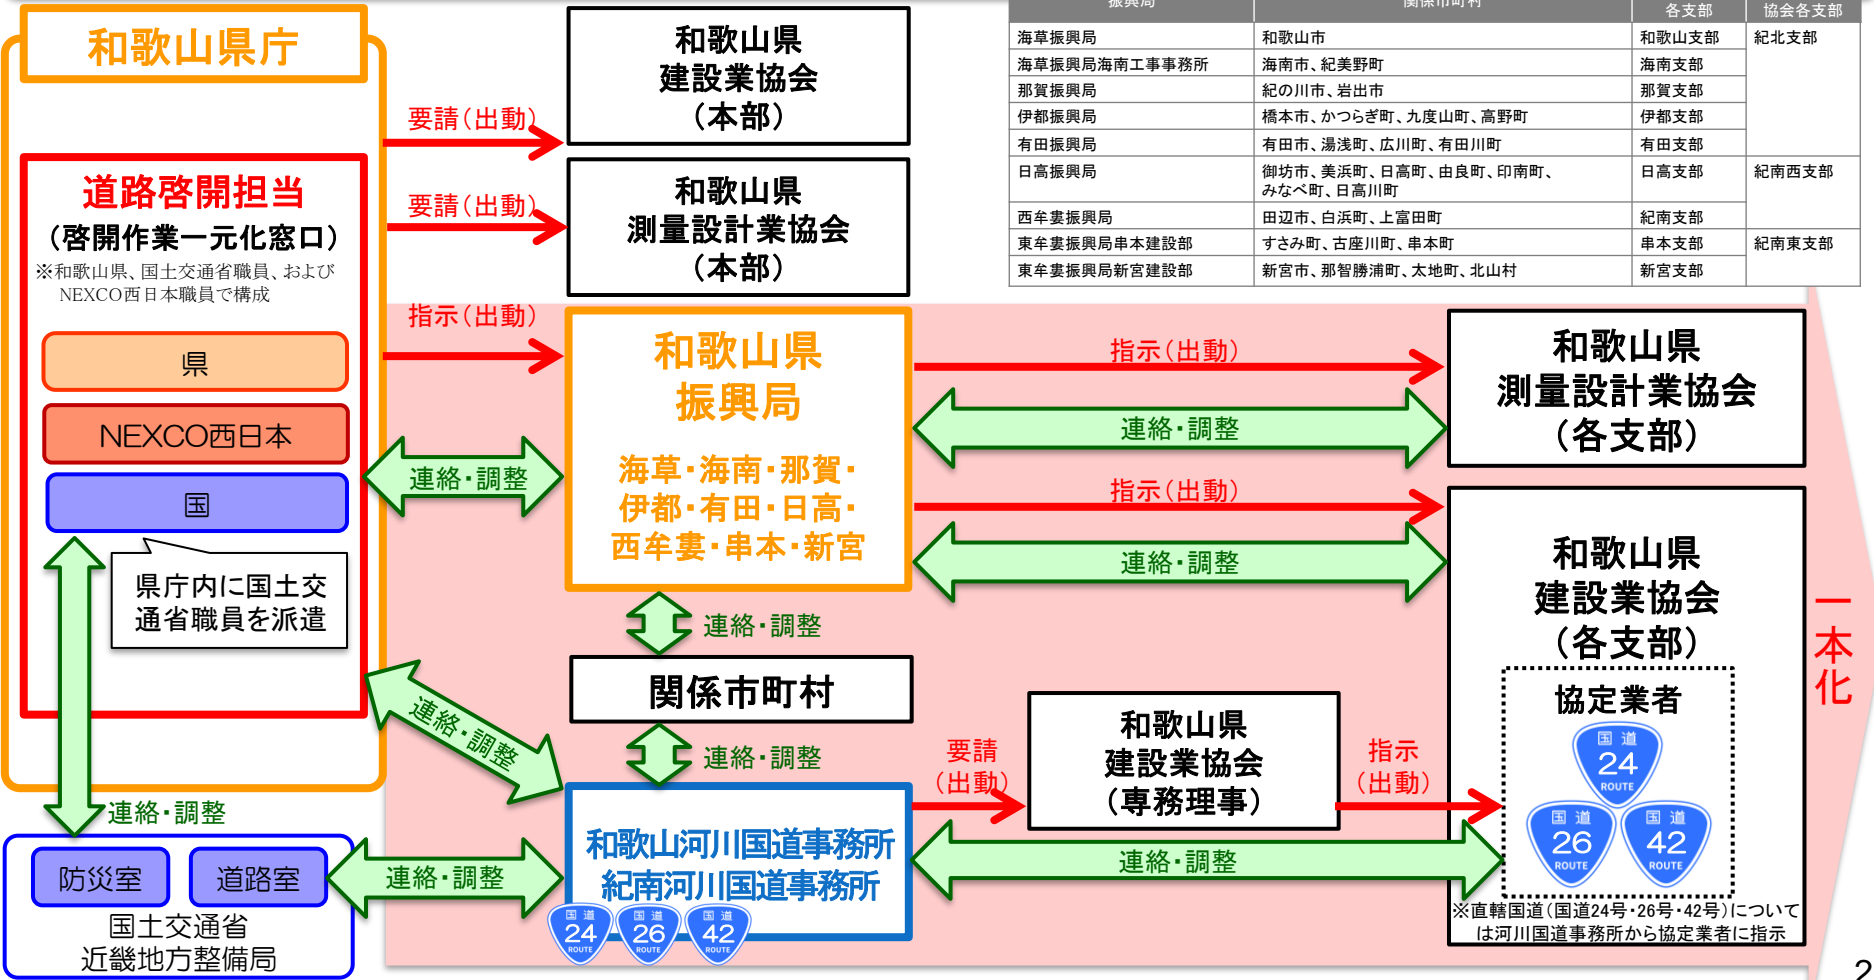 和歌山県庁
道路啓開担当
（啓開作業一元化窓口）
※和歌山県、国土交通省職員、および
NEXCO西日本職員で構成
県
NEXCO西日本
国
県庁内に国土交
通省職員を派遣
連絡・調整
防災室
道路室
国土交通省
近畿地方整備局
要請（出動）
要請（出動）
指示（出動）
連絡・調整
連絡・調整
連絡・調整
和歌山県
建設業協会
（本部）
和歌山県
測量設計業協会
（本部）
和歌山県
振興局
海草・海南・那賀・
伊都・有田・日高・
西牟婁・串本・新宮
連絡・調整
関係市町村
連絡・調整
和歌山河川国道事務所
紀南河川国道事務所
国道
24
ROUTE
国道
26
ROUTE
国道
42
ROUTE
振興局 関係市町村 各支部 協会各支部
海草振興局 和歌山市 和歌山支部 紀北支部
海草振興局海南工事事務所 海南市、紀美野町 海南支部
那賀振興局 紀の川市、岩出市 那賀支部
伊都振興局 橋本市、かつらぎ町、九度山町、高野町 伊都支部
有田振興局 有田市、湯浅町、広川町、有田川町 有田支部
日高振興局 御坊市、美浜町、日高町、由良町、印南町、 日高支部 紀南西支部
みなべ町、日高川町
西牟婁振興局 田辺市、白浜町、上富田町 紀南支部
東牟婁振興局串本建設部 すさみ町、古座川町、串本町 串本支部 紀南東支部
東牟婁振興局新宮建設部 新宮市、那智勝浦町、太地町、北山村 新宮支部
指示（出動）
連絡・調整
指示（出動）
連絡・調整
和歌山県
測量設計業協会
（各支部）
和歌山県
建設業協会
（各支部）
協定業者
国道
24
ROUTE
国道
26
ROUTE
国道
42
ROUTE
※直轄国道（国道24号・26号・42号）について
は河川国道事務所から協定業者に指示
要請
（出動）
和歌山県
建設業協会
（専務理事）
指示
（出動）
連絡・調整
一本化
2